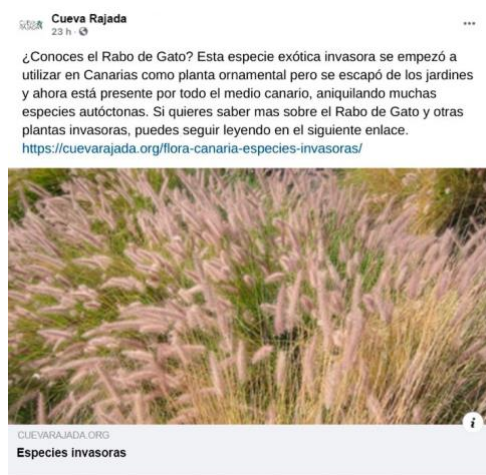 Cueva Rajada
23 h ·
¿Conoces el Rabo de Gato? Esta especie exótica invasora se empezó a
utilizar en Canarias como planta ornamental pero se escapó de los jardines
y ahora está presente por todo el medio canario, aniquilando muchas
especies autóctonas. Si quieres saber mas sobre el Rabo de Gato y otras
plantas invasoras, puedes seguir leyendo en el siguiente enlace.
https://cuevarajada.org/flora-canaria-especies-invasoras/
CUEVARAJADA.ORG
Especies invasoras